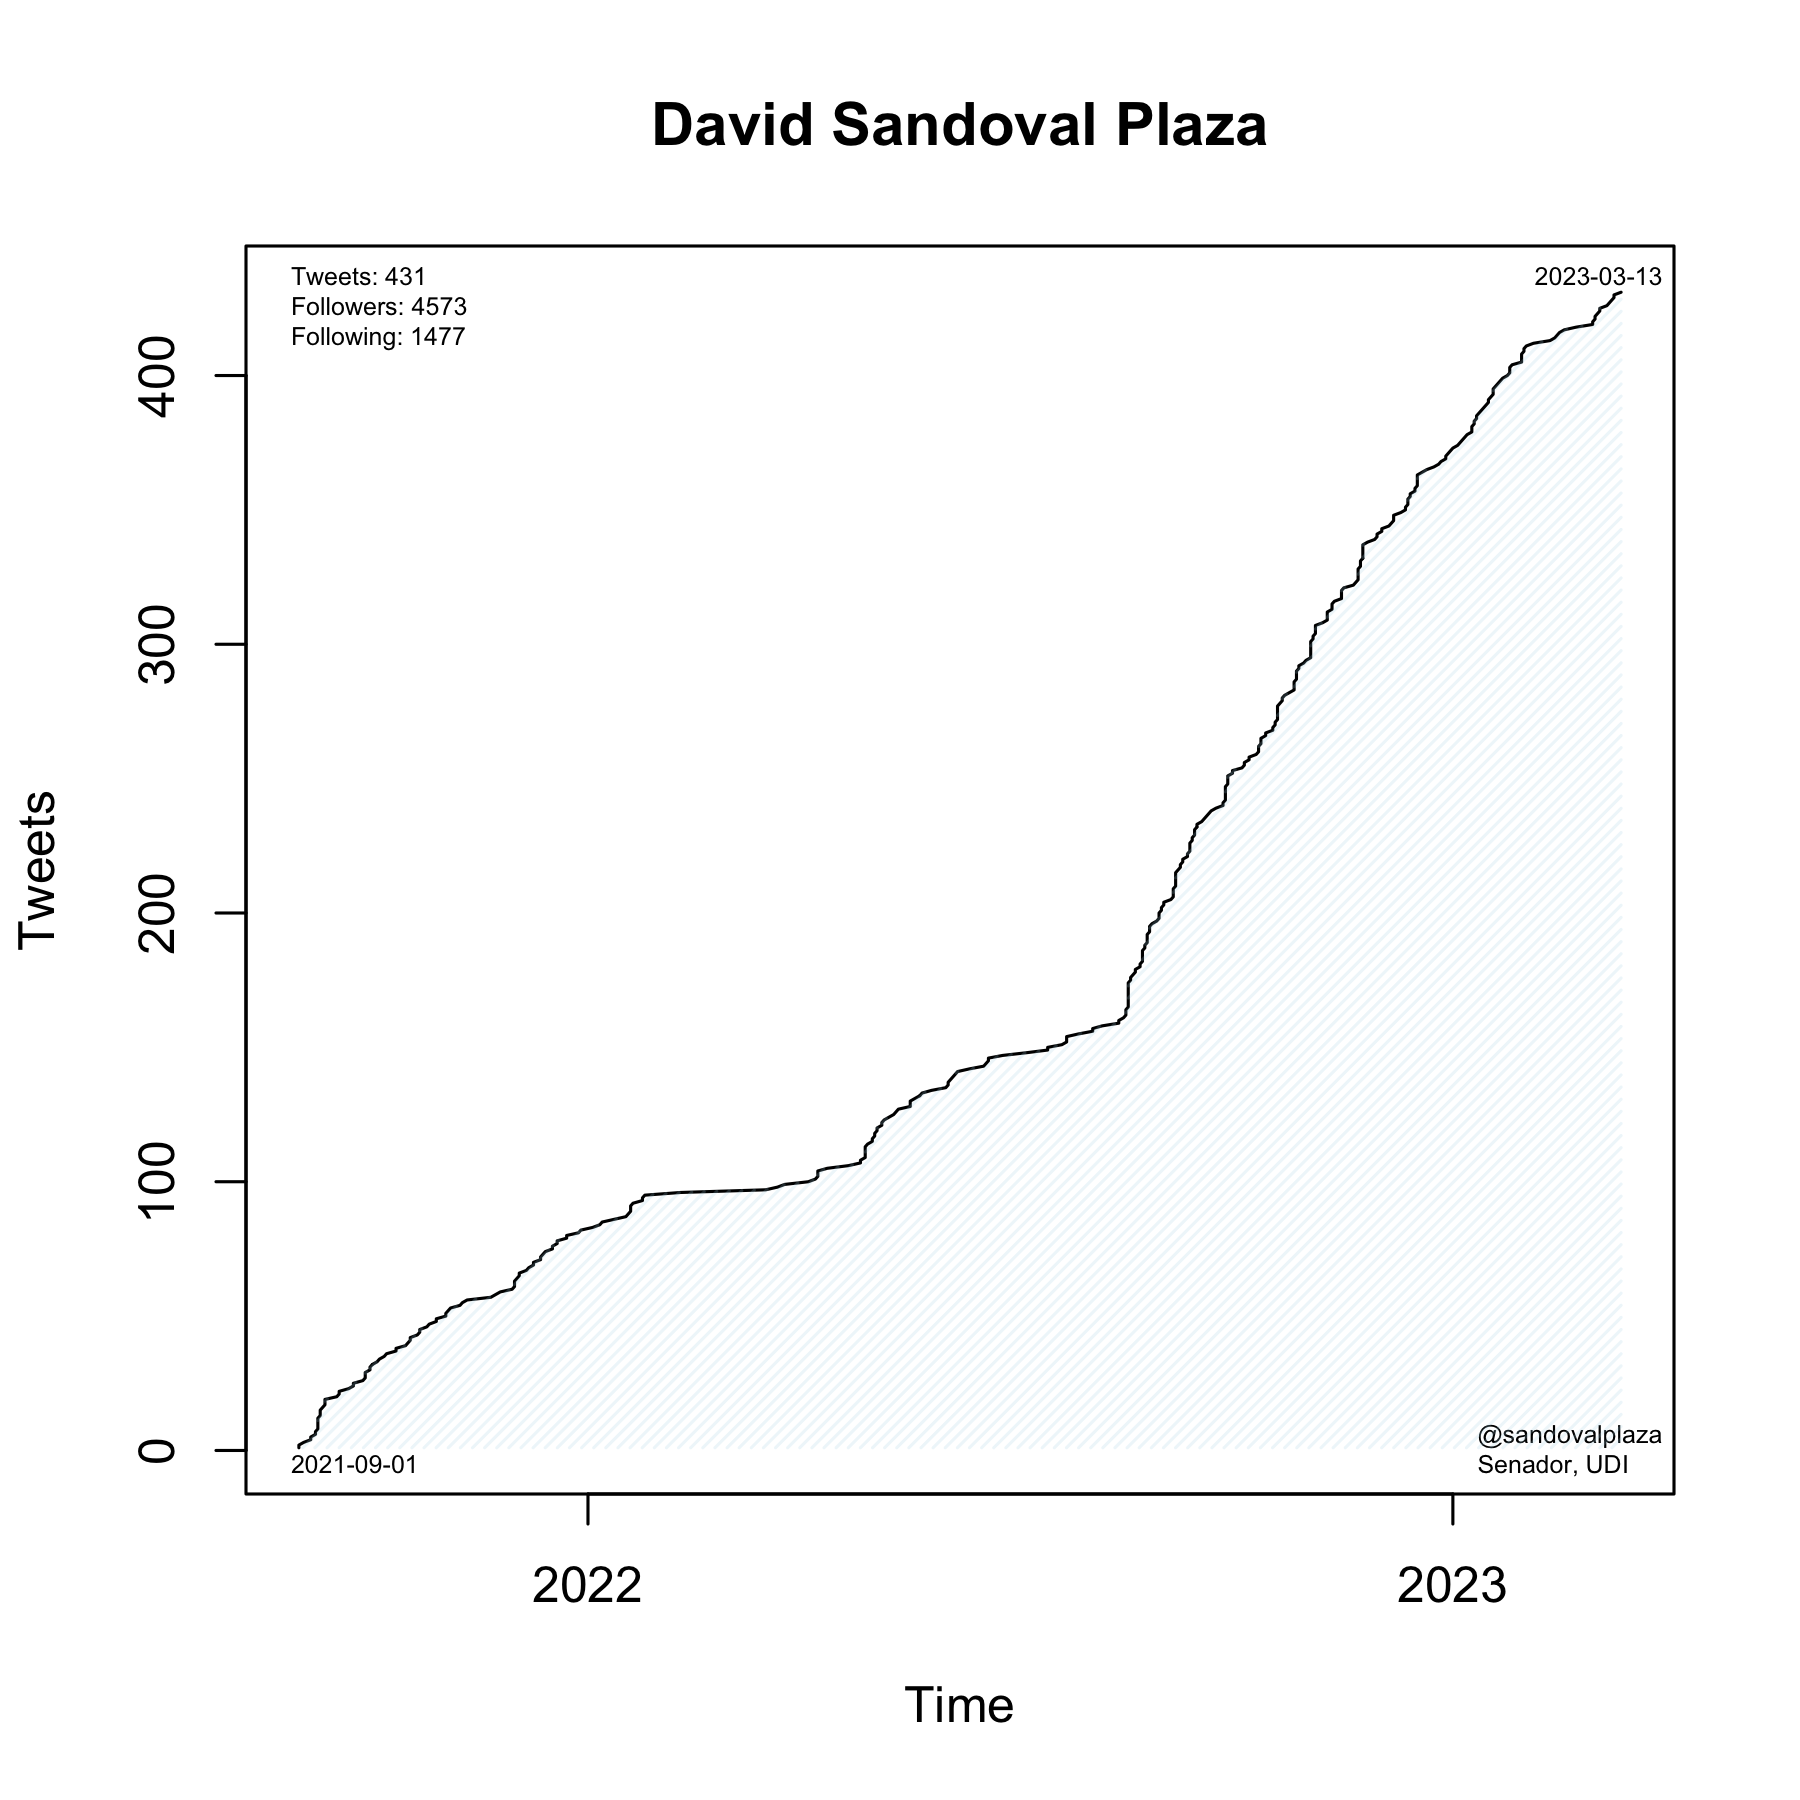 David Sandoval Plaza
Tweets: 431
Followers: 4573
Following: 1477
2023-03-13
400
300
200
100
0
Tweets
2021-09-01
@sandovalplaza
Senador, UDI
2022
2023
Time